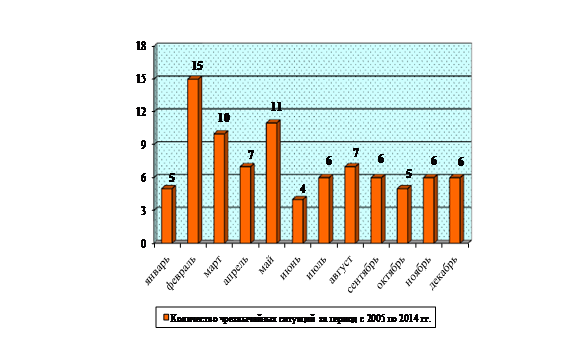 18
15
12
9
6
3
0
5
15
10
7
11
4
6
7
6
5
6
6
январь
февраль
март
апрель
май
июнь
июль
август
сентябрь
октябрь
ноябрь
декабрь
Количество чрезвычайных ситуаций за период с 2005 по 2014 гг.